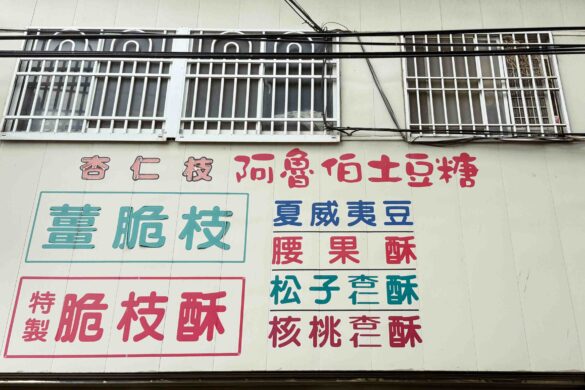 杏仁枝 阿魯伯土豆糖
薑脆枝
特製 脆枝酥
夏威夷豆
腰果酥
松子杏仁酥
核桃杏仁酥